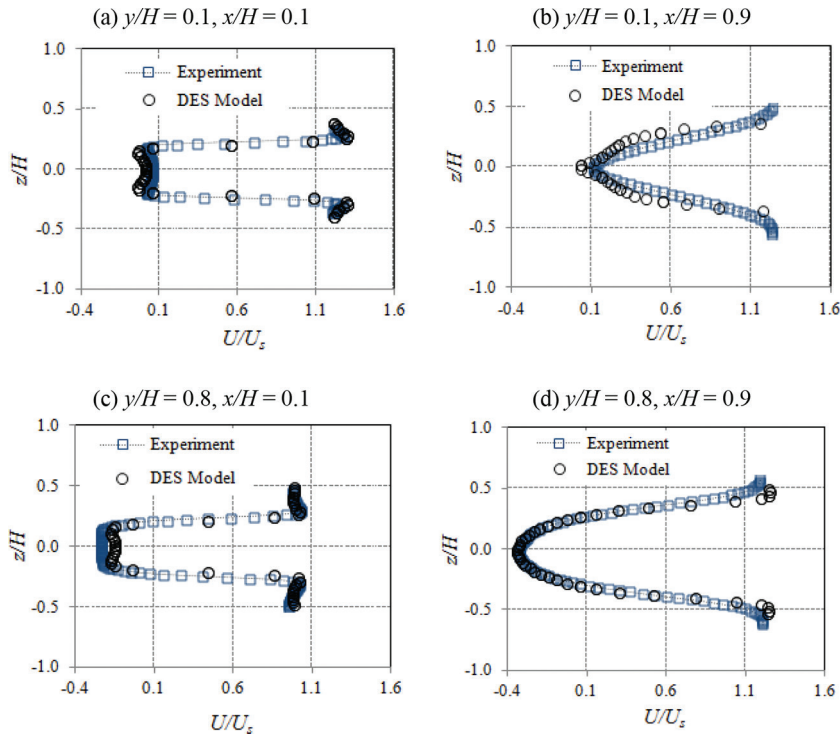 (a) y/H = 0.1, x/H = 0.1
1.0
Experiment
DES Model
0.5
z/H
0.0
-0.5
-1.0
-0.4 0.1 0.6 1.1 1.6
U/Us
(b) y/H = 0.1, x/H = 0.9
1.0
Experiment
DES Model
0.5
z/H
0.0
-0.5
-1.0
-0.4 0.1 0.6 1.1 1.6
U/Us
(c) y/H = 0.8, x/H = 0.1
1.0
Experiment
DES Model
0.5
z/H
0.0
-0.5
-1.0
-0.4 0.1 0.6 1.1 1.6
U/Us
(d) y/H = 0.8, x/H = 0.9
1.0
Experiment
DES Model
0.5
z/H
0.0
-0.5
-1.0
-0.4 0.1 0.6 1.1 1.6
U/Us